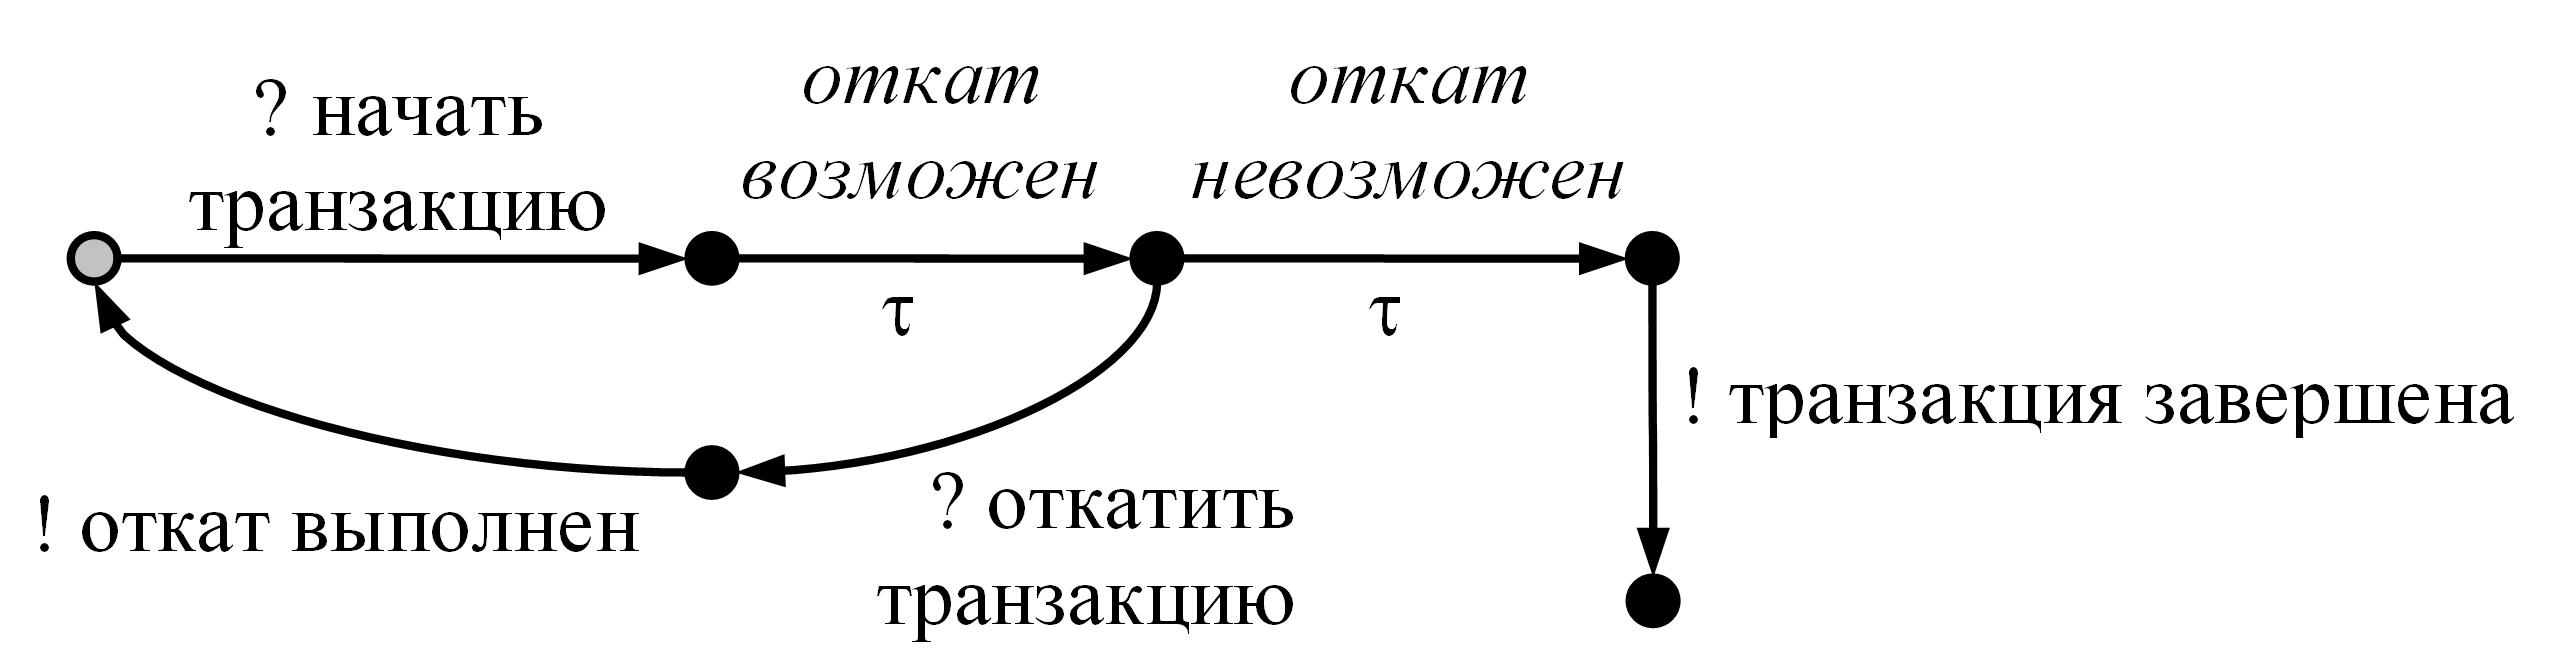 ? начать
транзакцию
откат
возможен
откат
невозможен
τ
τ
! транзакция завершена
! откат выполнен
? откатить
транзакцию